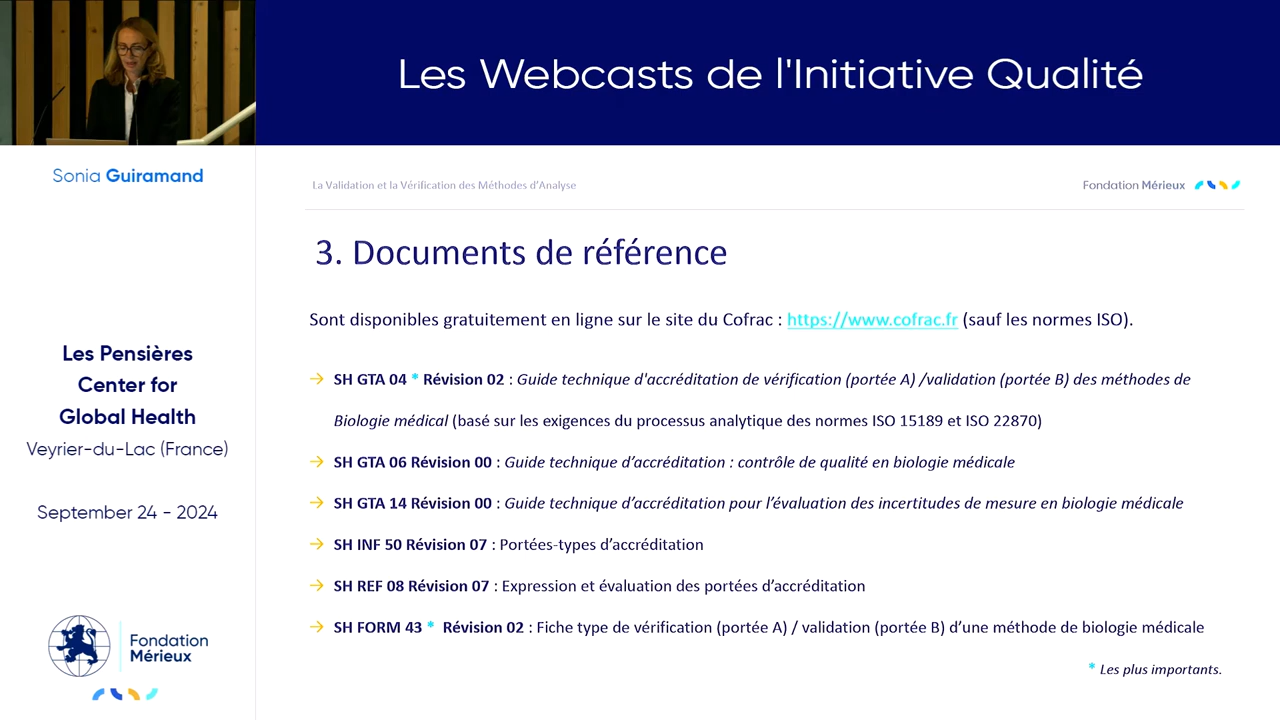 Les Webcasts de l'Initiative Qualité
Sonia Guiramand
La Validation et la Vérification des Méthodes d'Analyse
Fondation Mérieux
3. Documents de référence
Sont disponibles gratuitement en ligne sur le site du Cofrac : https://www.cofrac.fr (sauf les normes ISO).
→ SH GTA 04 * Révision 02 : Guide technique d'accréditation de vérification (portée A) /validation (portée B) des méthodes de
Biologie médical (basé sur les exigences du processus analytique des normes ISO 15189 et ISO 22870)
→ SH GTA 06 Révision 00 : Guide technique d’accréditation : contrôle de qualité en biologie médicale
→ SH GTA 14 Révision 00 : Guide technique d’accréditation pour l’évaluation des incertitudes de mesure en biologie médicale
→ SH INF 50 Révision 07 : Portées-types d’accréditation
→ SH REF 08 Révision 07 : Expression et évaluation des portées d’accréditation
→ SH FORM 43 * Révision 02 : Fiche type de vérification (portée A) / validation (portée B) d’une méthode de biologie médicale
* Les plus importants.
Les Pensières
Center for
Global Health
Veyrier-du-Lac (France)
September 24 - 2024
Fondation
Mérieux